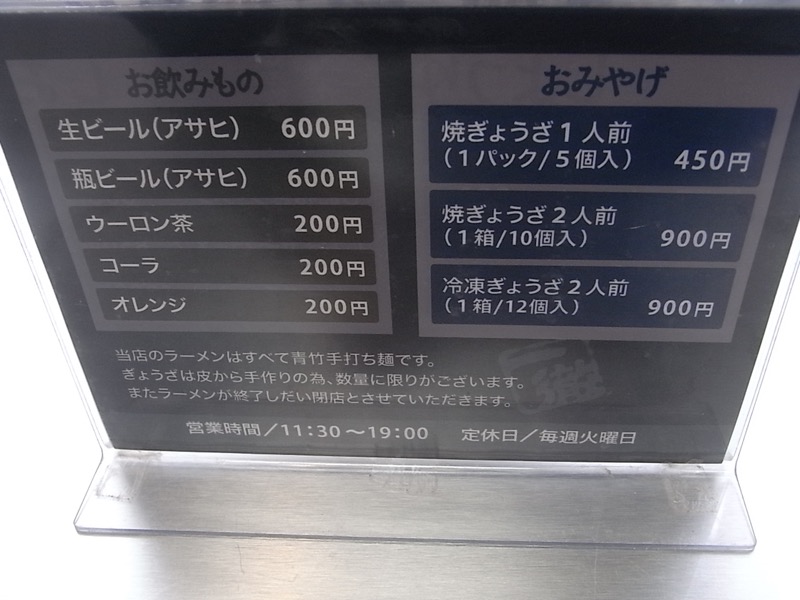 お飲みもの
生ビール（アサヒ） 600円
瓶ビール（アサヒ） 600円
ウーロン茶 200円
コーラ 200円
オレンジ 200円
おみやげ
焼ぎょうざ１人前
（１パック/５個入） 450円
焼ぎょうざ２人前
（１箱/10個入） 900円
冷凍ぎょうざ２人前
（１箱/12個入） 900円
当店のラーメンはすべて青竹手打ち麺です。
ぎょうざは皮から手作りの為、数量に限りがございます。
またラーメンが終了しだい閉店とさせていただきます。
営業時間／11:30～19:00 定休日／毎週火曜日